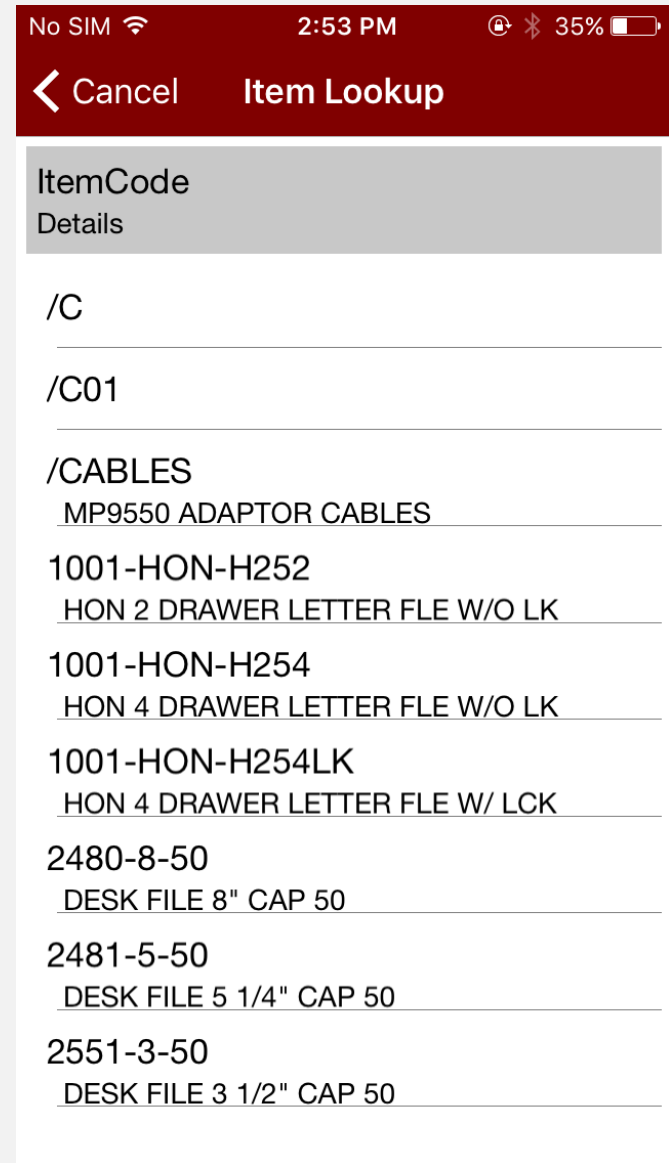 No SIM 2:53 PM 35%
Cancel Item Lookup
ItemCode
Details
/C
/C01
/CABLES
MP9550 ADAPTOR CABLES
1001-HON-H252
HON 2 DRAWER LETTER FLE W/O LK
1001-HON-H254
HON 4 DRAWER LETTER FLE W/O LK
1001-HON-H254LK
HON 4 DRAWER LETTER FLE W/ LCK
2480-8-50
DESK FILE 8" CAP 50
2481-5-50
DESK FILE 5 1/4" CAP 50
2551-3-50
DESK FILE 3 1/2" CAP 50